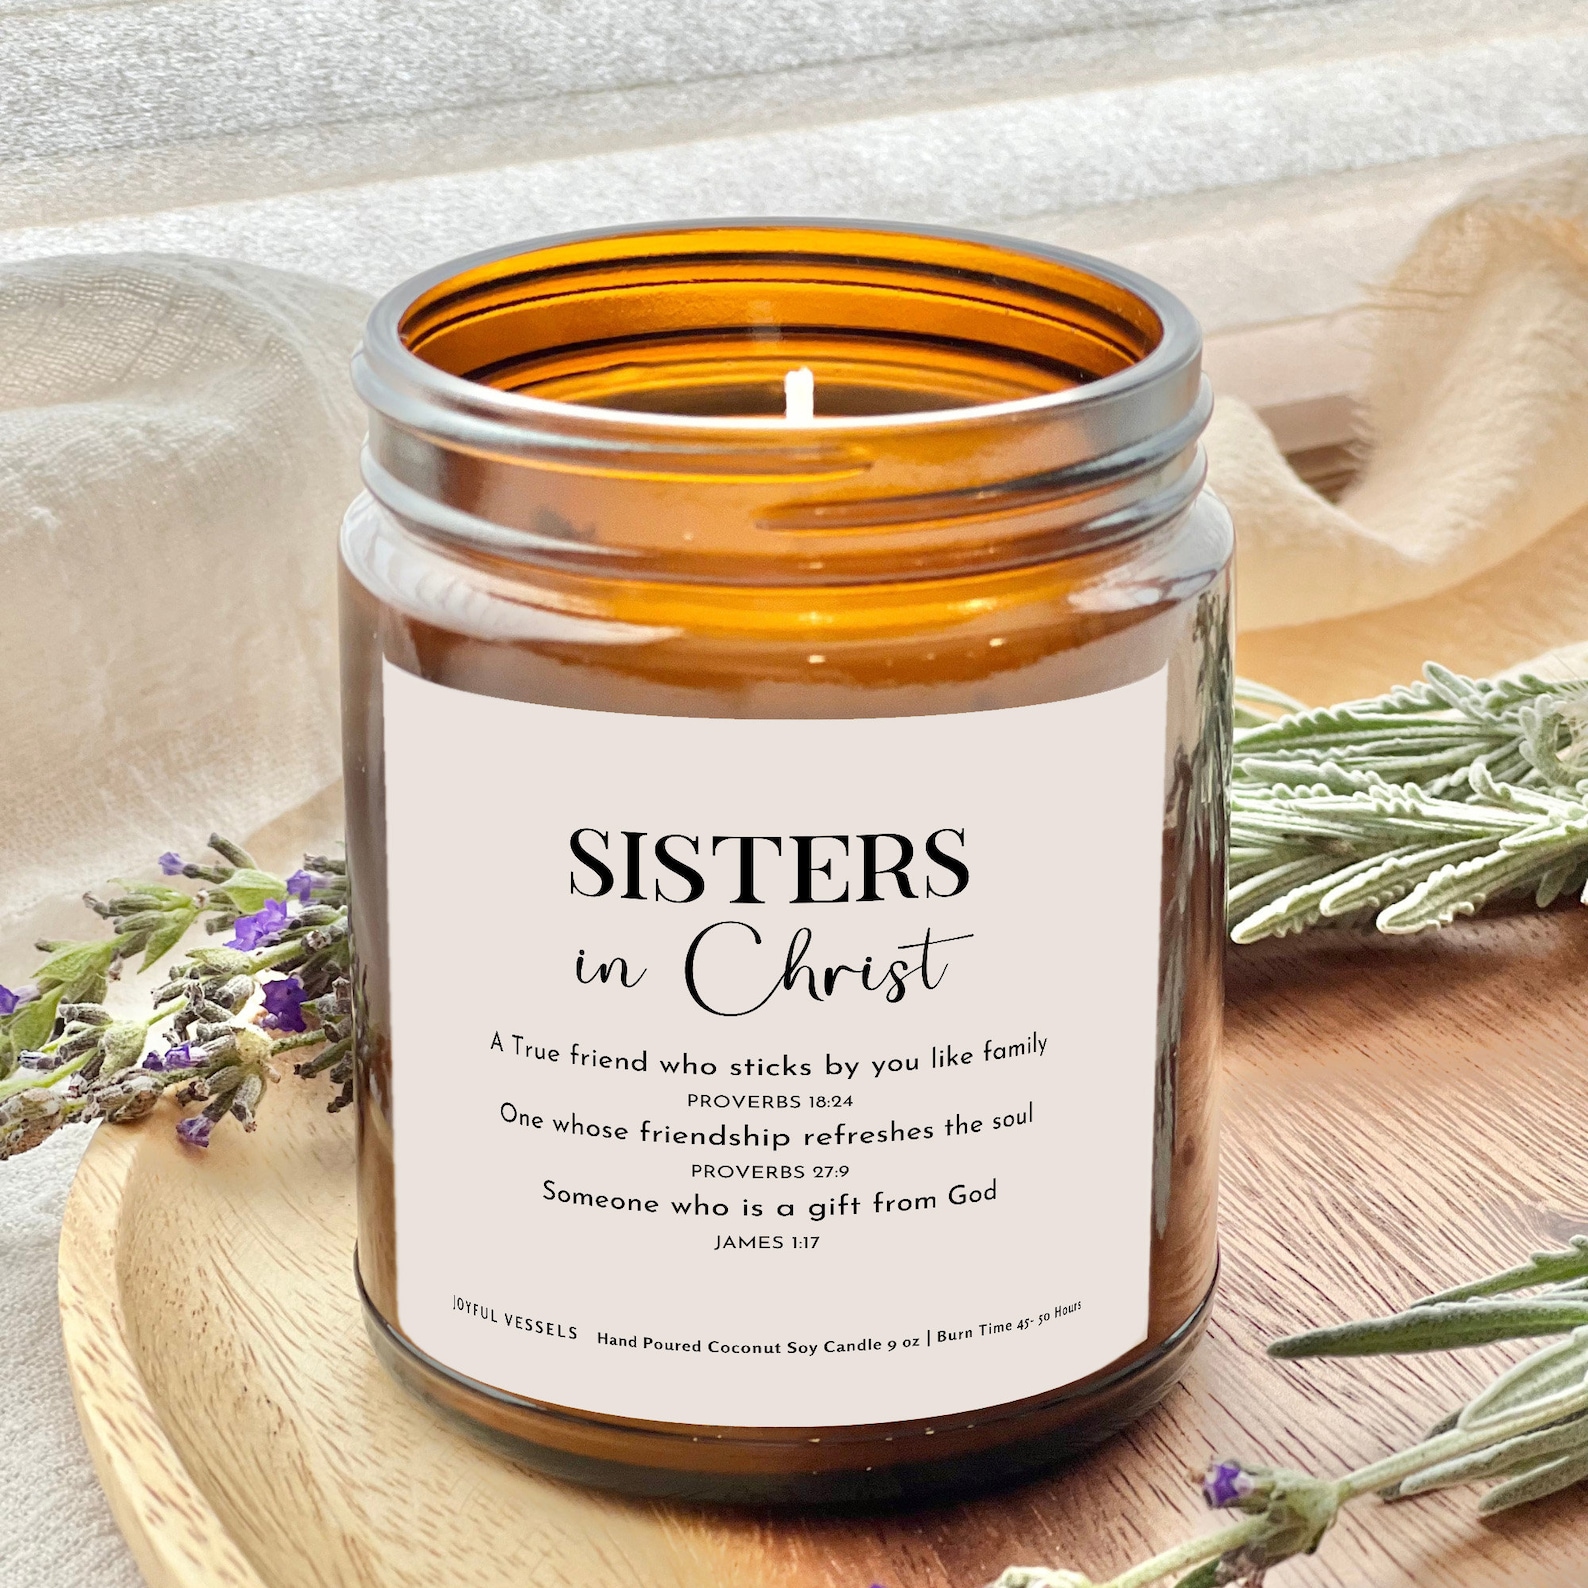 SISTERS
in Christ
A True friend who sticks by you like family
PROVERBS 18:24
One whose friendship refreshes the soul
PROVERBS 27:9
Someone who is a gift from God
JAMES 1:17
JOYFUL VESSELS Hand Poured Coconut Soy Candle 9 oz | Burn Time 45- 50 Hours